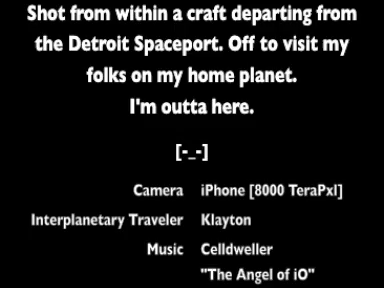 Shot from within a craft departing from
the Detroit Spaceport. Off to visit my
folks on my home planet.
I'm outta here.
[-_-]
Camera iPhone [8000 TeraPxl]
Interplanetary Traveler Klayton
Music Celldweller
"The Angel of iO"